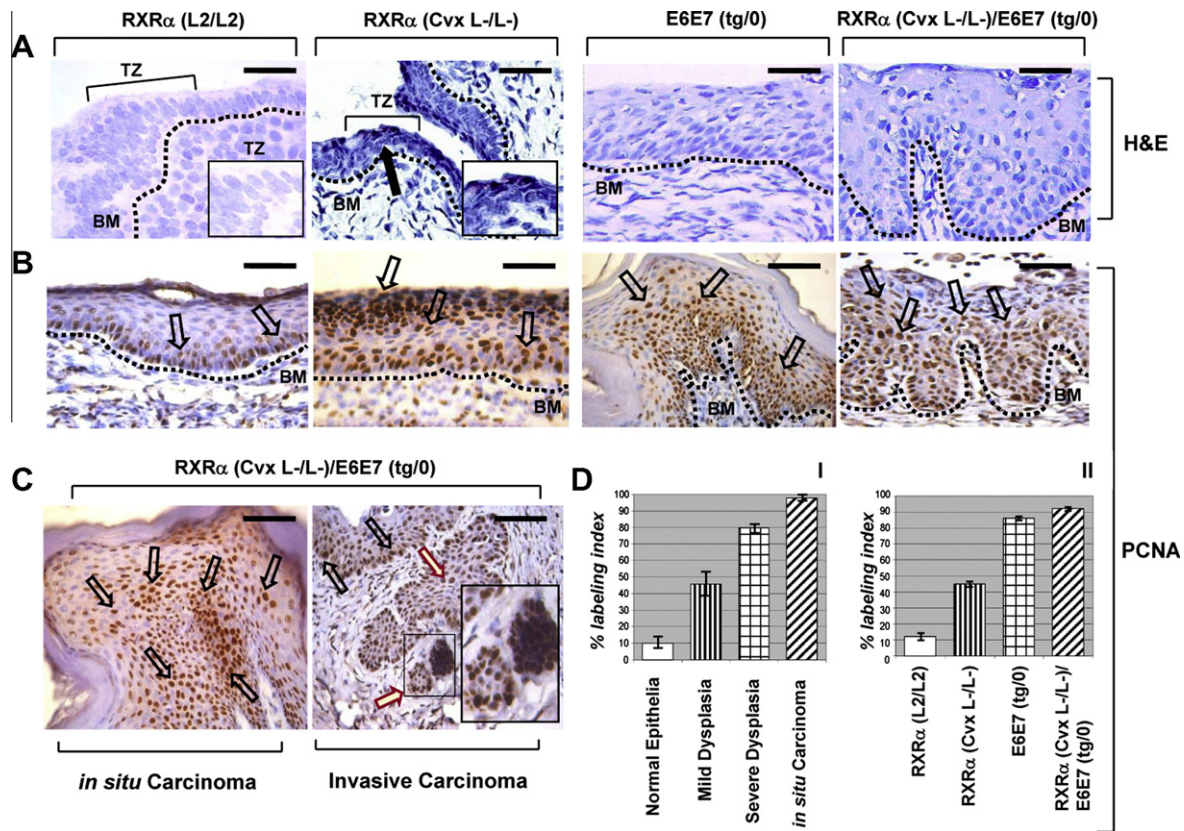 RXRα (L2/L2)
RXRα (Cvx L-/L-)
E6E7 (tg/0)
RXRα (Cvx L-/L-)/E6E7 (tg/0)
A
TZ
TZ
BM
TZ
BM
BM
BM
H&E
B
BM
BM
BM
BM
PCNA
C
RXRα (Cvx L-/L-)/E6E7 (tg/0)
in situ Carcinoma
Invasive Carcinoma
D
I
% labeling index
100
90
80
70
60
50
40
30
20
10
0
Normal Epithelia
Mild Dysplasia
Severe Dysplasia
in situ Carcinoma
II
% labeling index
100
90
80
70
60
50
40
30
20
10
0
RXRα (L2/L2)
RXRα (Cvx L-/L-)
E6E7 (tg/0)
RXRα (Cvx L-/L-)/
E6E7 (tg/0)